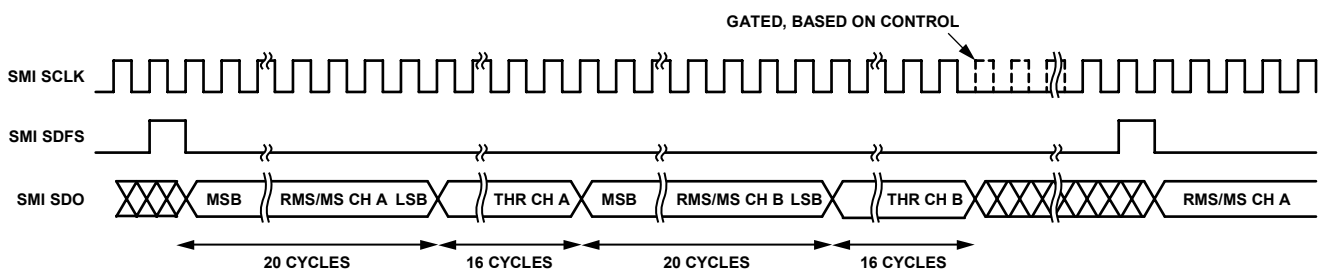 GATED, BASED ON CONTROL
SMI SCLK
SMI SDFS
SMI SDO
MSB
RMS/MS CH A LSB
THR CH A
MSB
RMS/MS CH B LSB
THR CH B
RMS/MS CH A
20 CYCLES
16 CYCLES
20 CYCLES
16 CYCLES